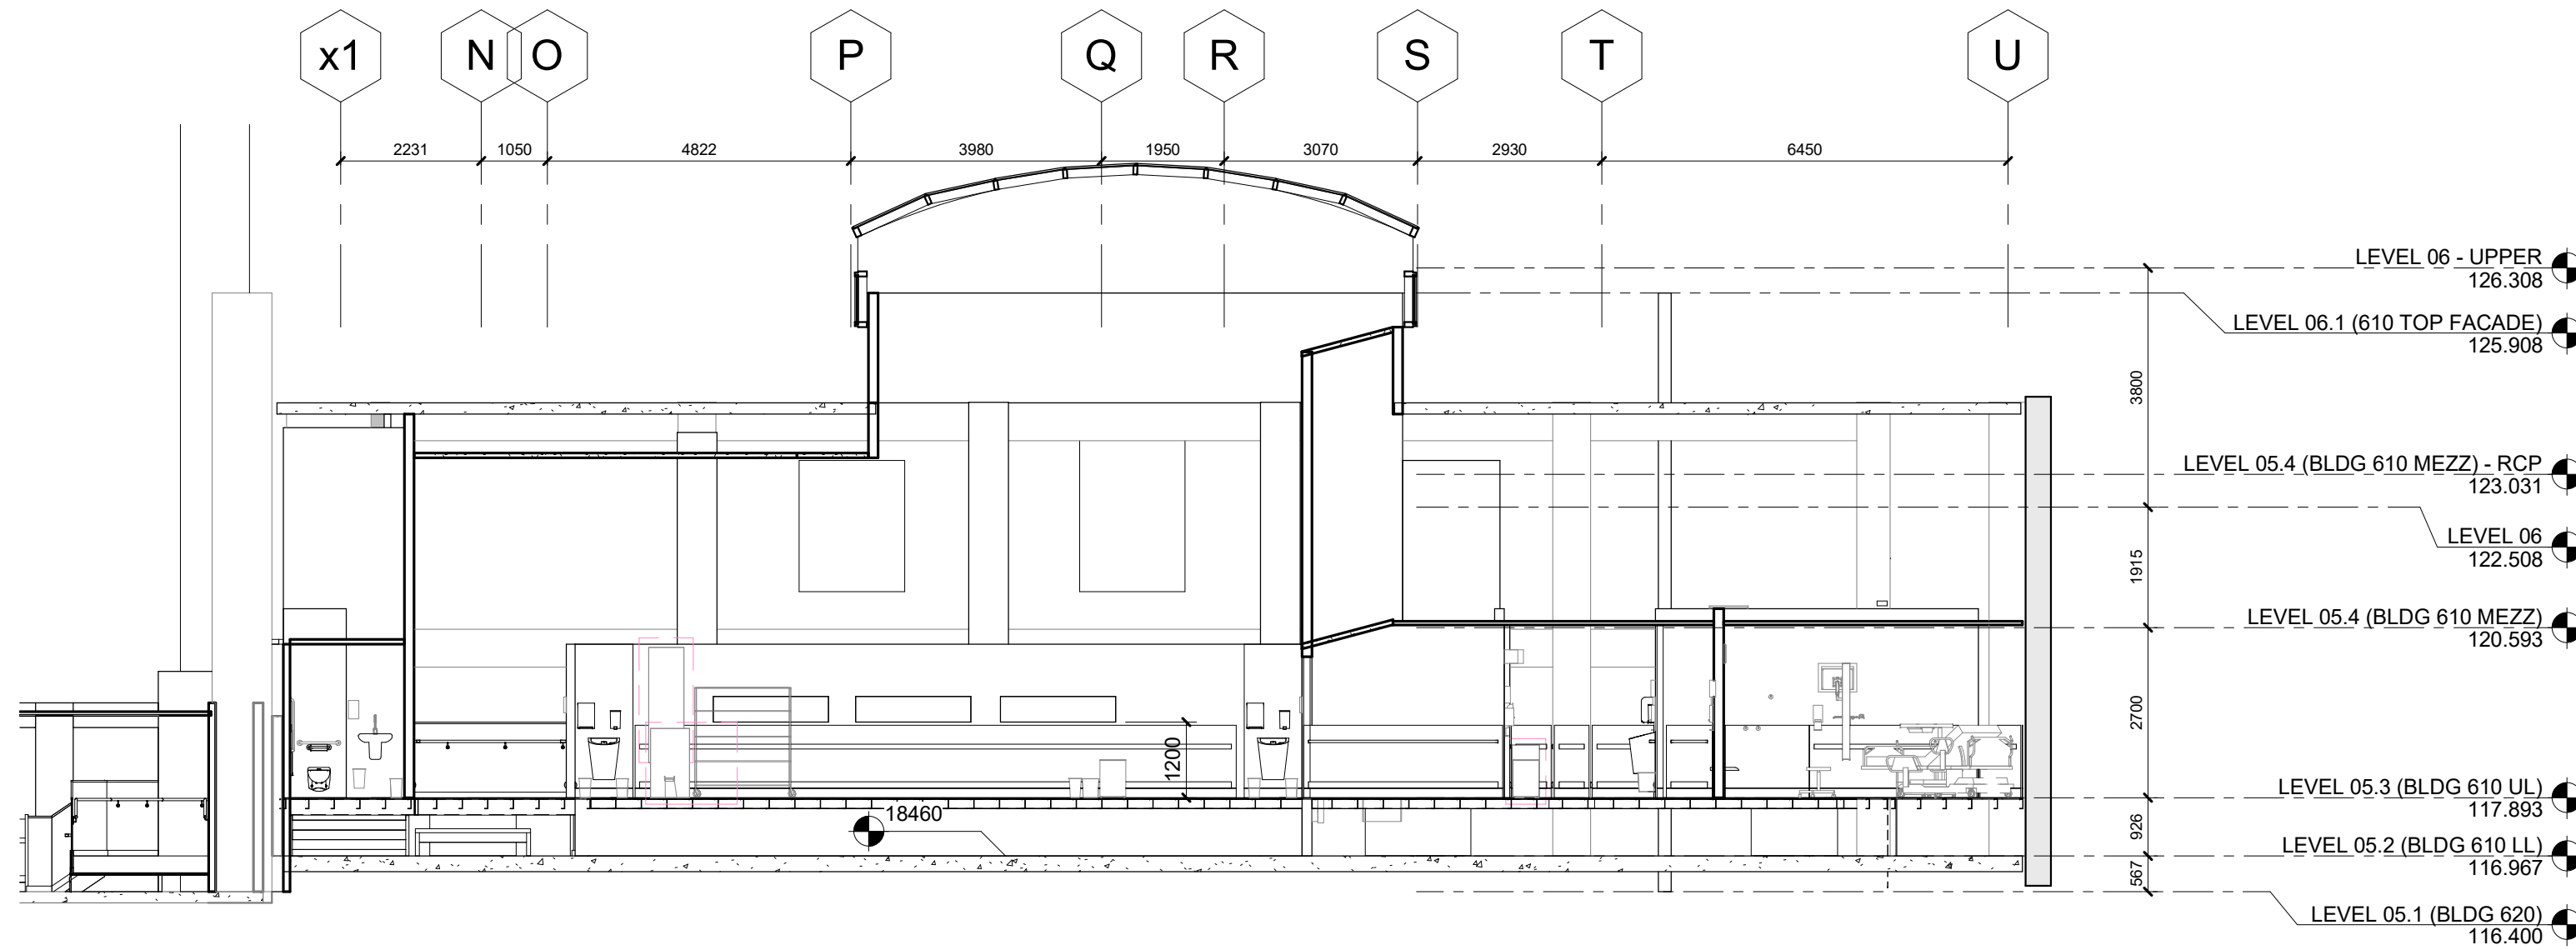 x1 N O P Q R S T U
2231 1050 4822 3980 1950 3070 2930 6450
LEVEL 06 - UPPER
126.308
LEVEL 06.1 (610 TOP FACADE)
125.908
3800
LEVEL 05.4 (BLDG 610 MEZZ) - RCP
123.031
LEVEL 06
122.508
1915
LEVEL 05.4 (BLDG 610 MEZZ)
120.593
2700
1200
LEVEL 05.3 (BLDG 610 UL)
117.893
18460
926
LEVEL 05.2 (BLDG 610 LL)
116.967
567
LEVEL 05.1 (BLDG 620)
116.400